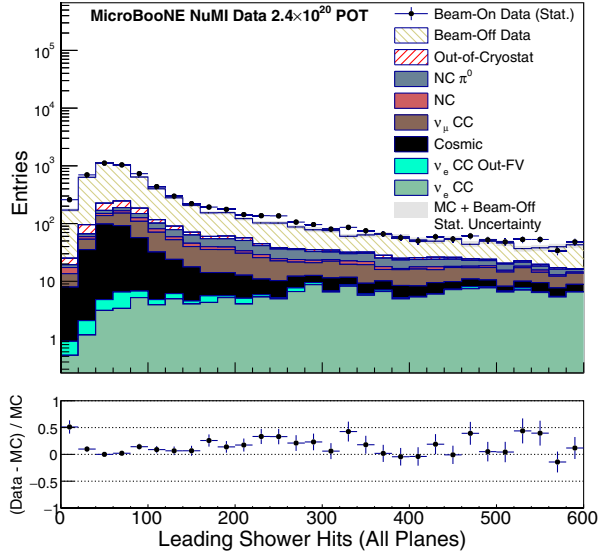 MicroBooNE NuMI Data 2.4×10²⁰ POT
Beam-On Data (Stat.)
Beam-Off Data
Out-of-Cryostat
NC π⁰
NC
ν_μ CC
Cosmic
ν_e CC Out-FV
ν_e CC
MC + Beam-Off
Stat. Uncertainty
Entries
10⁵
10⁴
10³
10²
10
1
(Data - MC) / MC
1
0.5
0
−0.5
−1
0 100 200 300 400 500 600
Leading Shower Hits (All Planes)